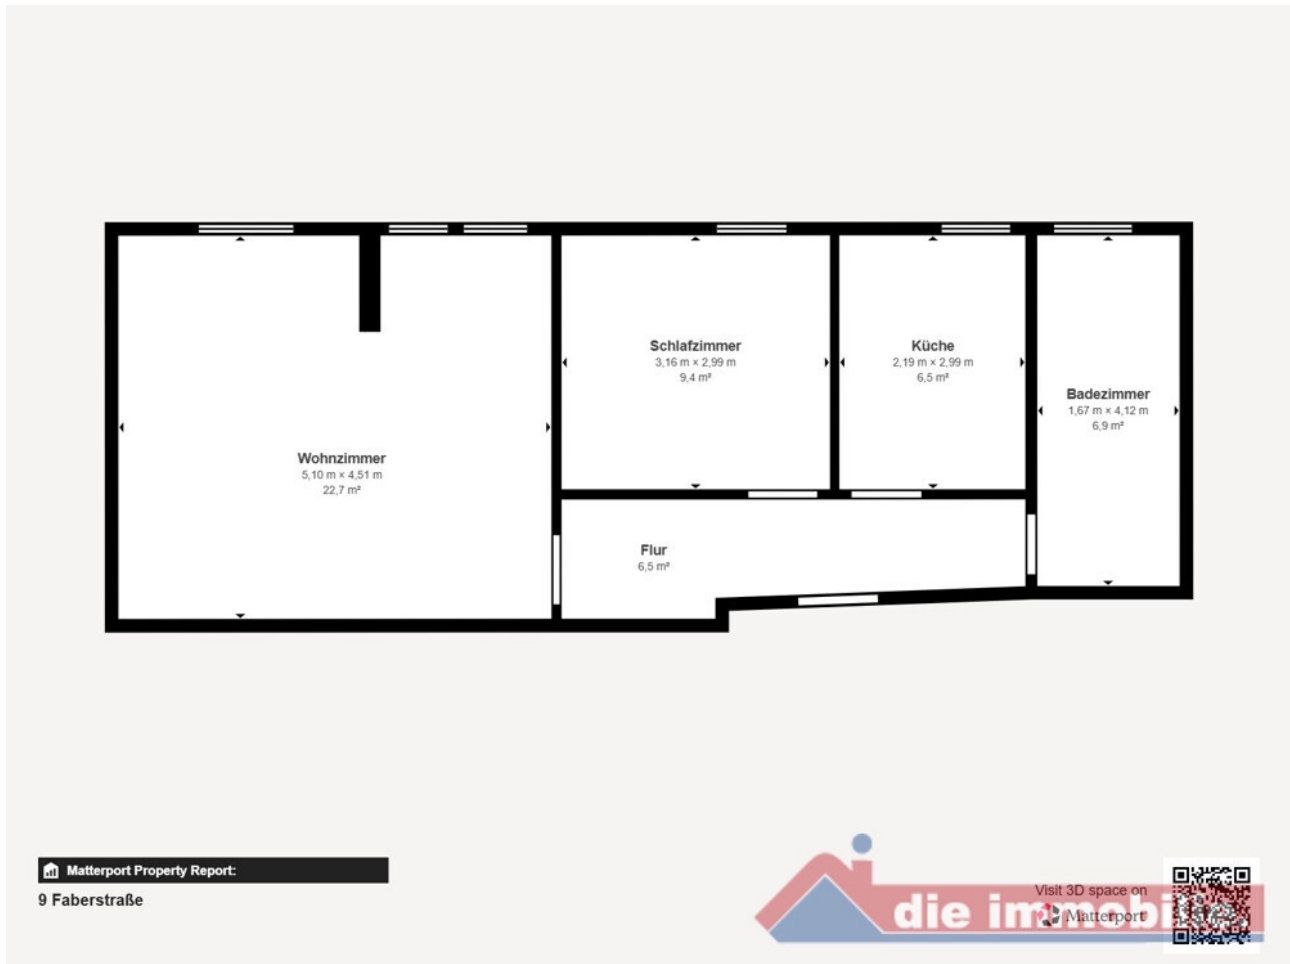 Schlafzimmer
3,16 m × 2,99 m
9,4 m²
Küche
2,19 m × 2,99 m
6,5 m²
Badezimmer
1,67 m × 4,12 m
6,9 m²
Wohnzimmer
5,10 m × 4,51 m
22,7 m²
Flur
6,5 m²
Matterport Property Report:
9 Faberstraße
Visit 3D space on
Matterport
die